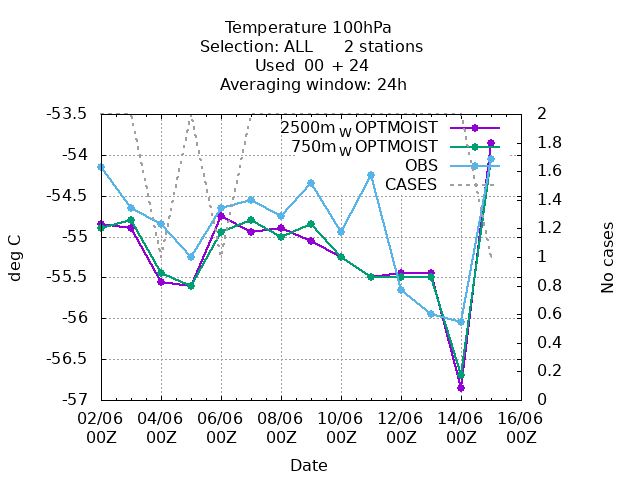 Temperature 100hPa
Selection: ALL 2 stations
Used 00 + 24
Averaging window: 24h
-53.5
-54
-54.5
-55
-55.5
-56
-56.5
-57
deg C
2500m W OPTMOIST
750m W OPTMOIST
OBS
CASES
2
1.8
1.6
1.4
1.2
1
0.8
0.6
0.4
0.2
0
No cases
02/06 04/06 06/06 08/06 10/06 12/06 14/06 16/06
00Z 00Z 00Z 00Z 00Z 00Z 00Z 00Z
Date